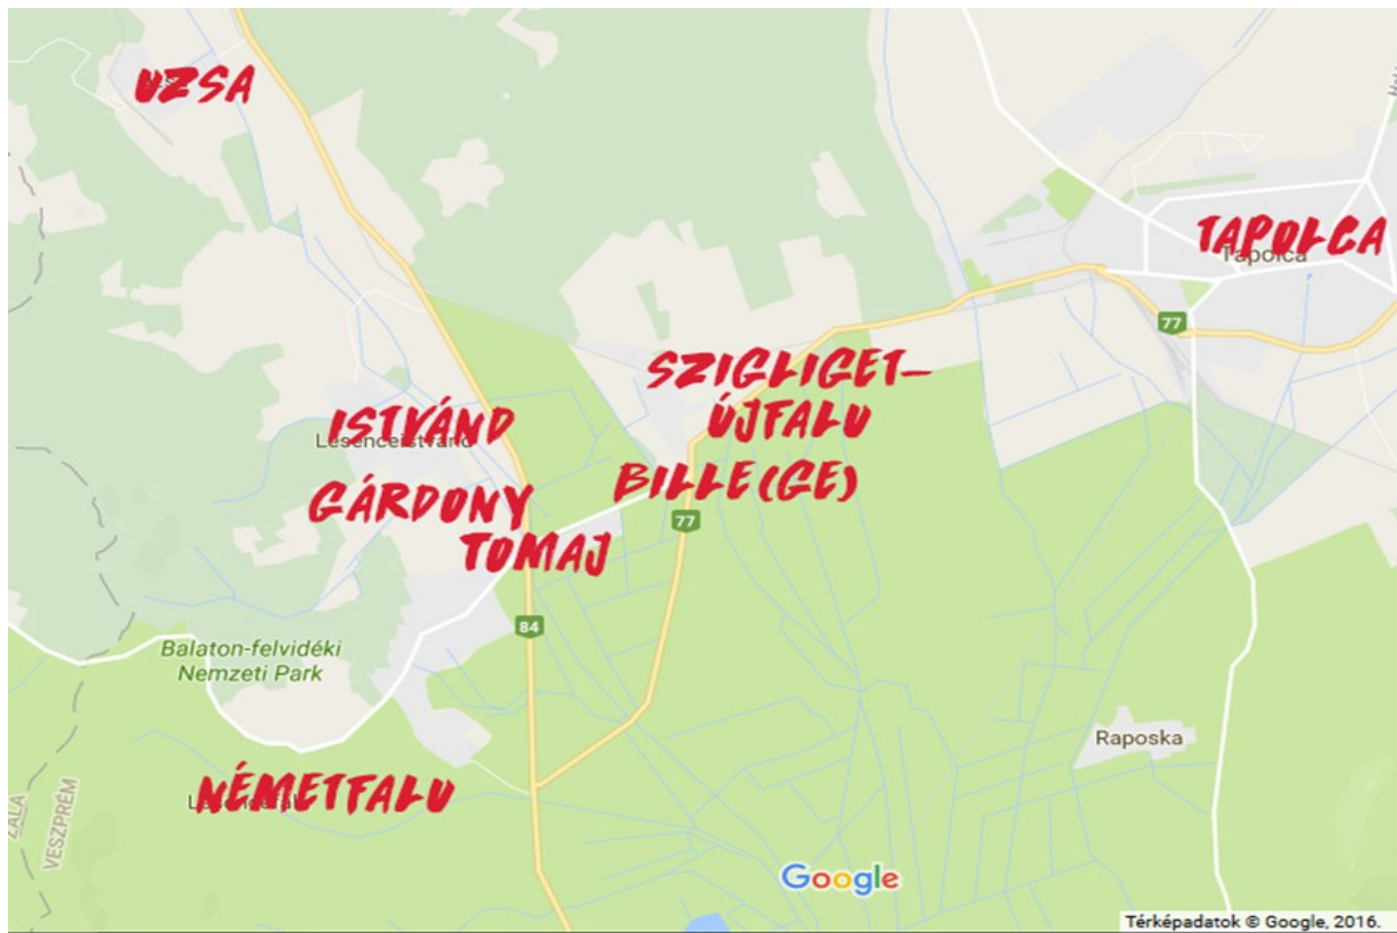 UZSA
TAPOLCA
Tapolca
77
SZIGLIGET-
ÚJFALU
ISTVÁND
Lesenceistvánd
BILLE(GE)
GÁRDONY
77
TOMAJ
84
Balaton-felvidéki
Nemzeti Park
Raposka
NÉMETFALU
ZALA
VESZPRÉM
Google
Térképadatok © Google, 2016.